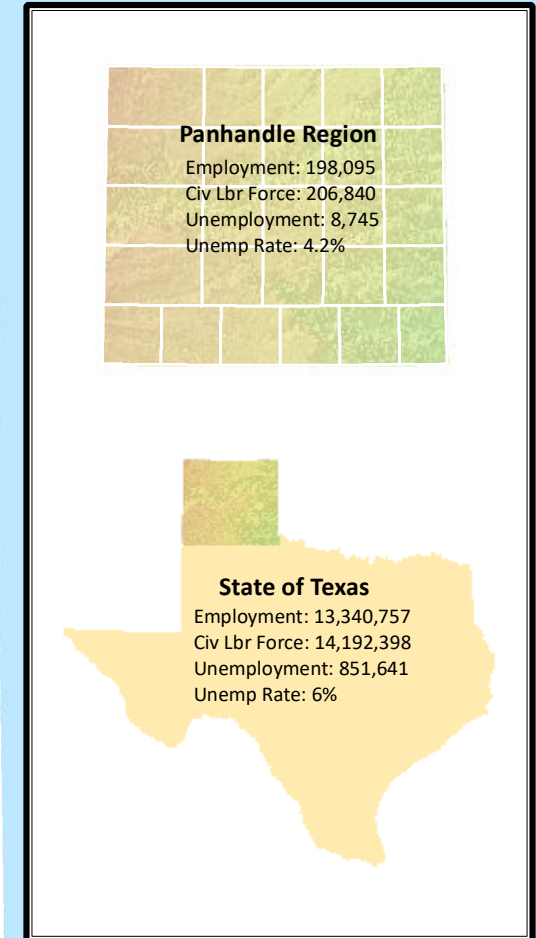 Panhandle Region
Employment: 198,095
Civ Lbr Force: 206,840
Unemployment: 8,745
Unemp Rate: 4.2%
State of Texas
Employment: 13,340,757
Civ Lbr Force: 14,192,398
Unemployment: 851,641
Unemp Rate: 6%